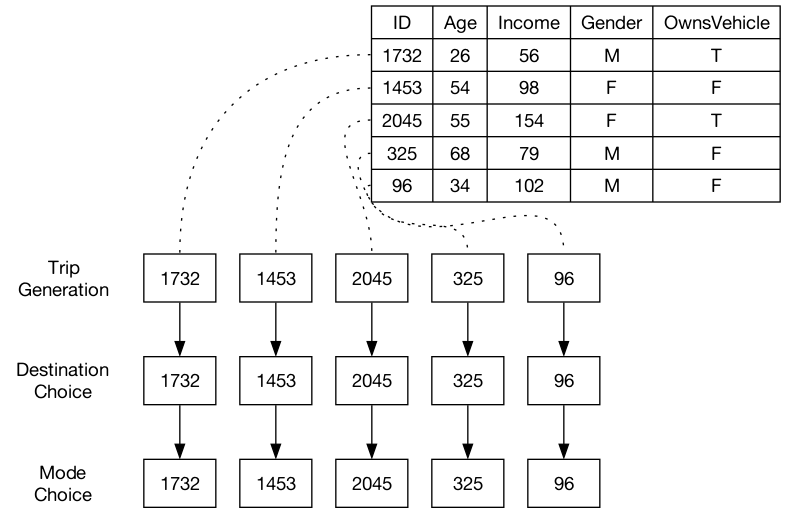 ID Age Income Gender OwnsVehicle
1732 26 56 M T
1453 54 98 F F
2045 55 154 F T
325 68 79 M F
96 34 102 M F
Trip
Generation
1732 1453 2045 325 96
Destination
Choice
1732 1453 2045 325 96
Mode
Choice
1732 1453 2045 325 96